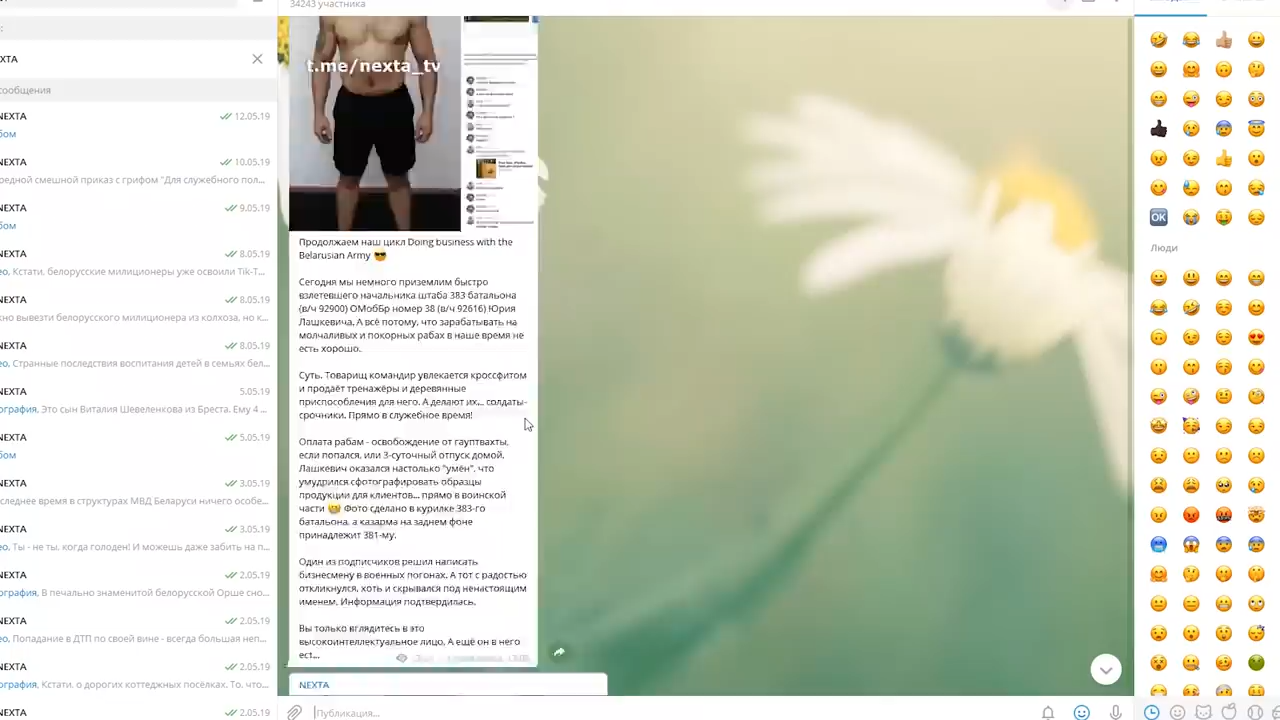 34243 участника
t.me/nexta_tv
XTA
сообщений
5.05.19
бом
NEXTA
9.05.19
редной смешной приказ с грифом "Для служебного пол...
NEXTA
9.05.19
бом
NEXTA
8.05.19
ео, Кстати, белорусские милиционеры уже освоили Tik-T...
NEXTA
8.05.19
жно вывезти белорусского милиционера из колхоза, но к...
NEXTA
8.05.19
ео, Странные последствия воспитания детей в семьях бел...
NEXTA
5.05.19
ография, Это сын Виталия Шевеленкова из Бреста. Ему 4 ...
NEXTA
5.05.19
бом
NEXTA
3.05.19
следнее время в структурах МВД Беларуси ничего особе...
NEXTA
3.05.19
ео, Ты - не ты, когда голоден! И можешь даже забить на п...
NEXTA
2.05.19
ография, В печально знаменитой белорусской Орше сно...
NEXTA
2.05.19
ео, Попадание в ДТП по своей вине - всегда большая неп...
NEXTA
2.05.19
ография, Кстати, о дорогих коттеджных посёлках. То, что...
NEXTA
2.05.19
Продолжаем наш цикл Doing business with the
Belarusian Army 😎
Сегодня мы немного приземлим быстро
взлетевшего начальника штаба 383 батальона
(в/ч 92900) ОМобБр номер 38 (в/ч 92616) Юрия
Лашкевича. А всё потому, что зарабатывать на
молчаливых и покорных рабах в наше время не
есть хорошо.
Суть. Товарищ командир увлекается кроссфитом
и продаёт тренажёры и деревянные
приспособления для него. А делают их... солдаты-
срочники. Прямо в служебное время!
Оплата рабам - освобождение от гауптвахты,
если попался, или 3-суточный отпуск домой.
Лашкевич оказался настолько "умён", что
умудрился сфотографировать образцы
продукции для клиентов... прямо в воинской
части Фото сделано в курилке 383-го
батальона, а казарма на заднем фоне
принадлежит 381-му.
Один из подписчиков решил написать
бизнесмену в военных погонах. А тот с радостью
откликнулся, хоть и скрывался под ненастоящим
именем. Информация подтвердилась.
Вы только вглядитесь в это
высокоинтеллектуальное лицо. А ещё он в него
ест...
NEXTA
Публикация...
OK
Люди